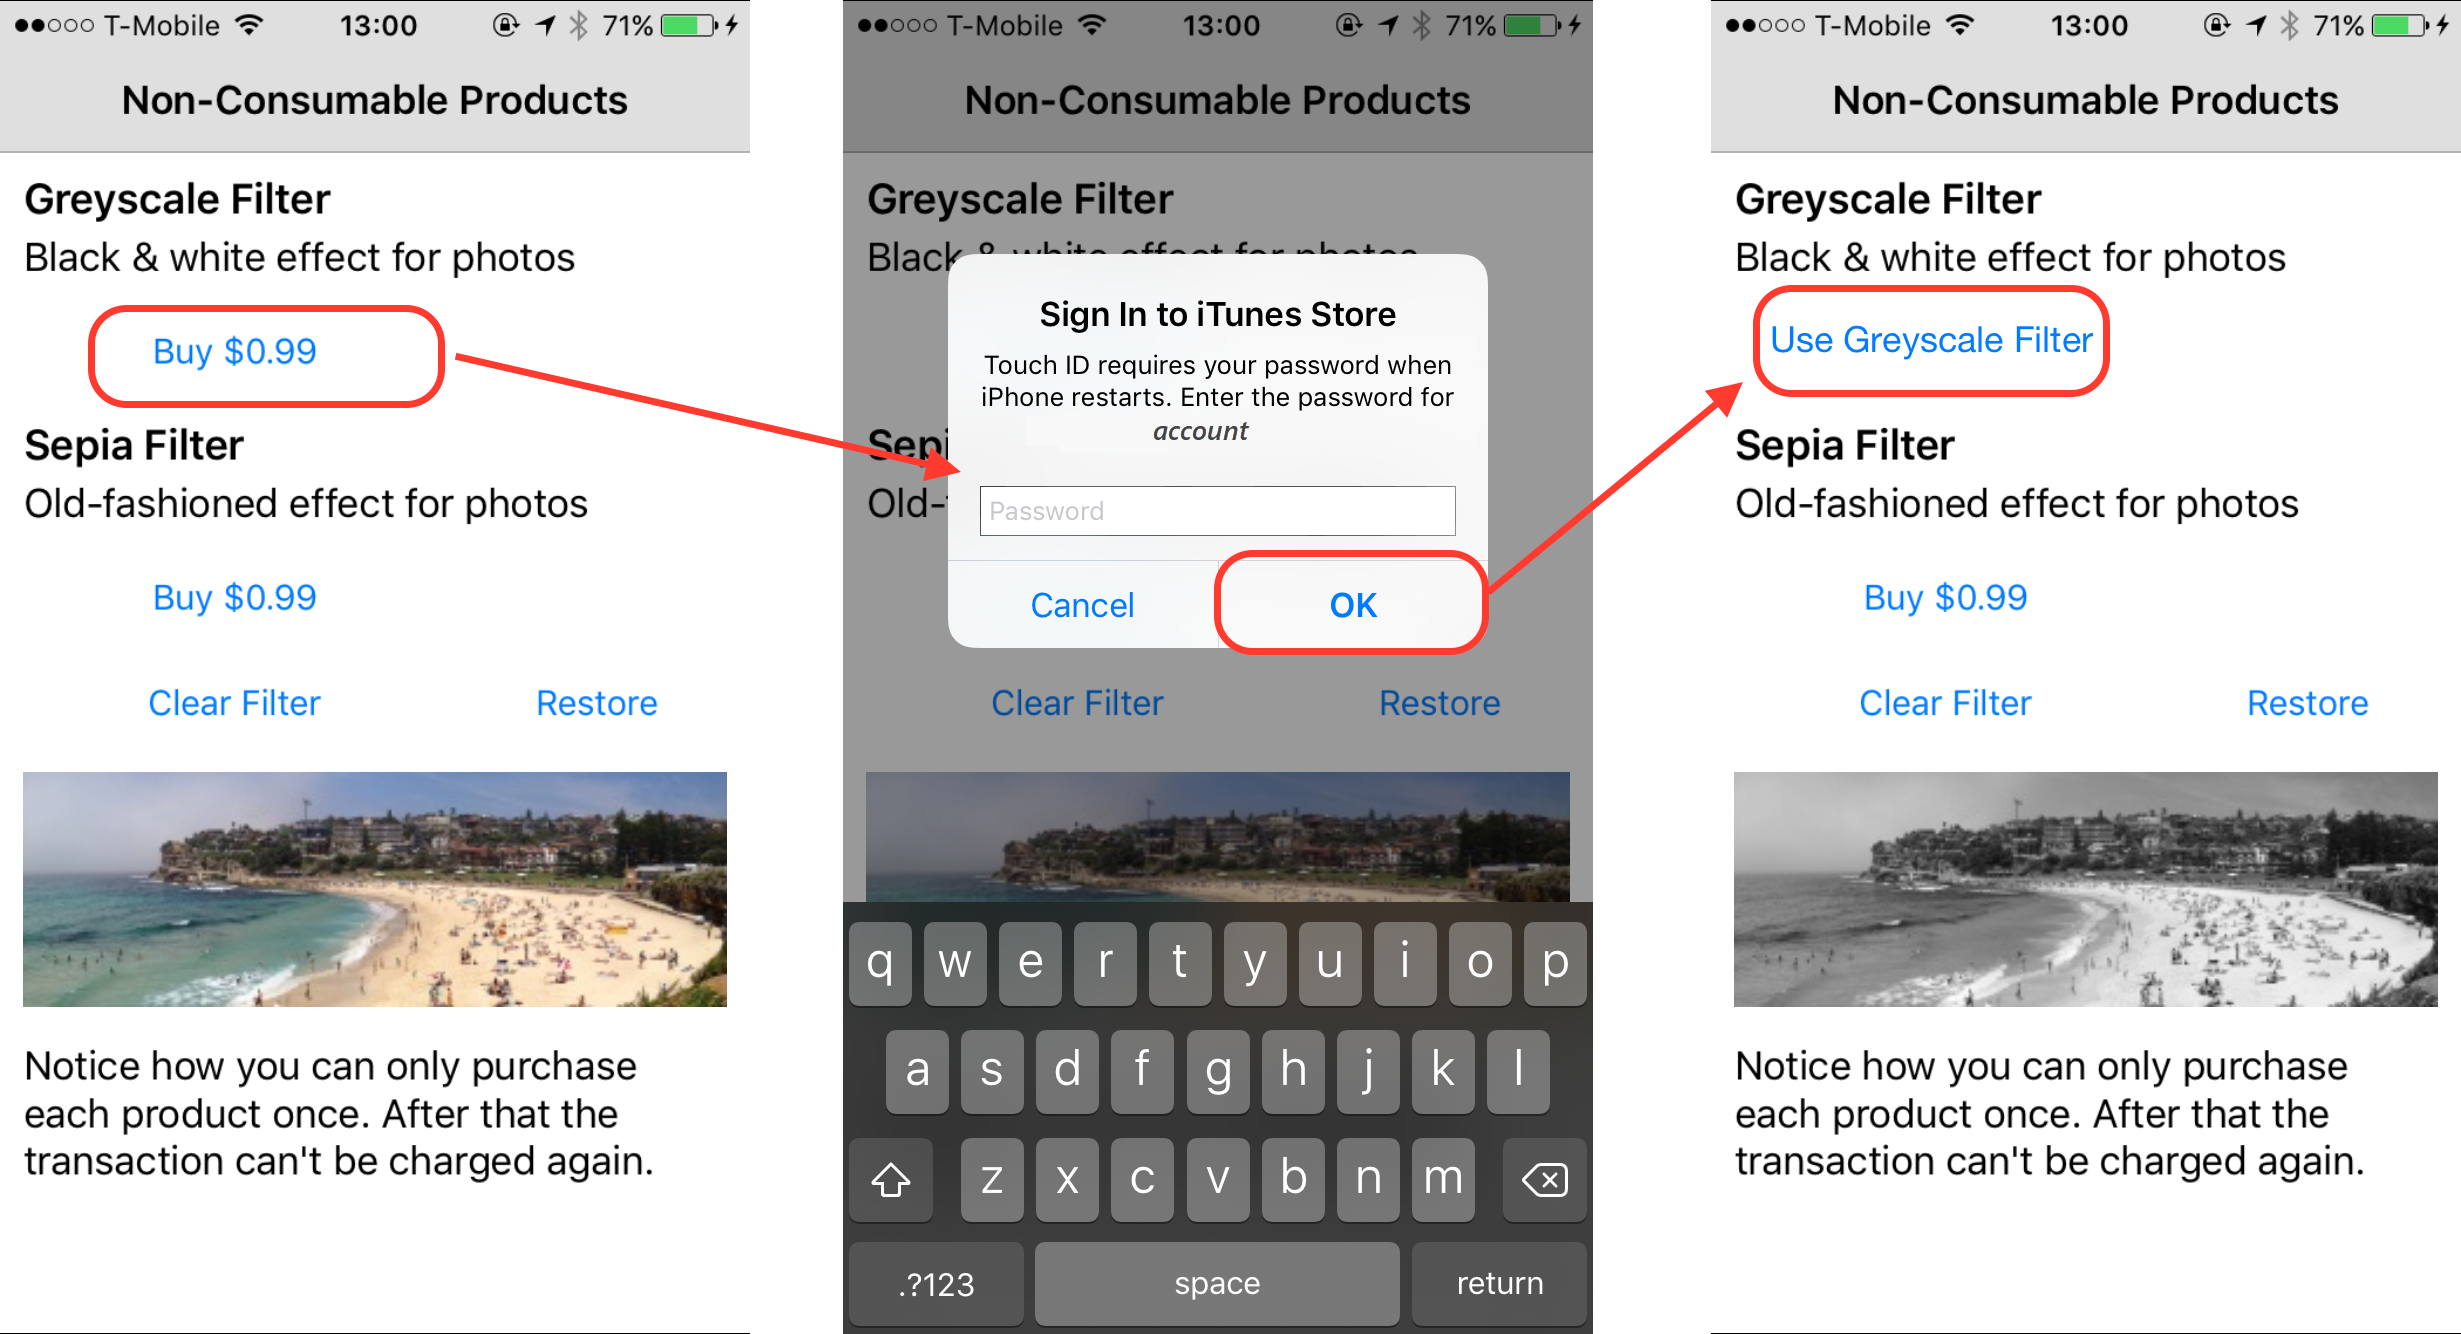 T-Mobile 13:00 71%
Non-Consumable Products
Greyscale Filter
Black & white effect for photos
Buy $0.99
Sepia Filter
Old-fashioned effect for photos
Buy $0.99
Clear Filter Restore
Notice how you can only purchase
each product once. After that the
transaction can't be charged again.
T-Mobile 13:00 71%
Non-Consumable Products
Greyscale Filter
Black & white effect for photos
Sign In to iTunes Store
Touch ID requires your password when
iPhone restarts. Enter the password for
account
Sepi
Old-
Password
Cancel OK
Clear Filter Restore
q w e r t y u i o p
a s d f g h j k l
z x c v b n m
.?123 space return
T-Mobile 13:00 71%
Non-Consumable Products
Greyscale Filter
Black & white effect for photos
Use Greyscale Filter
Sepia Filter
Old-fashioned effect for photos
Buy $0.99
Clear Filter Restore
Notice how you can only purchase
each product once. After that the
transaction can't be charged again.